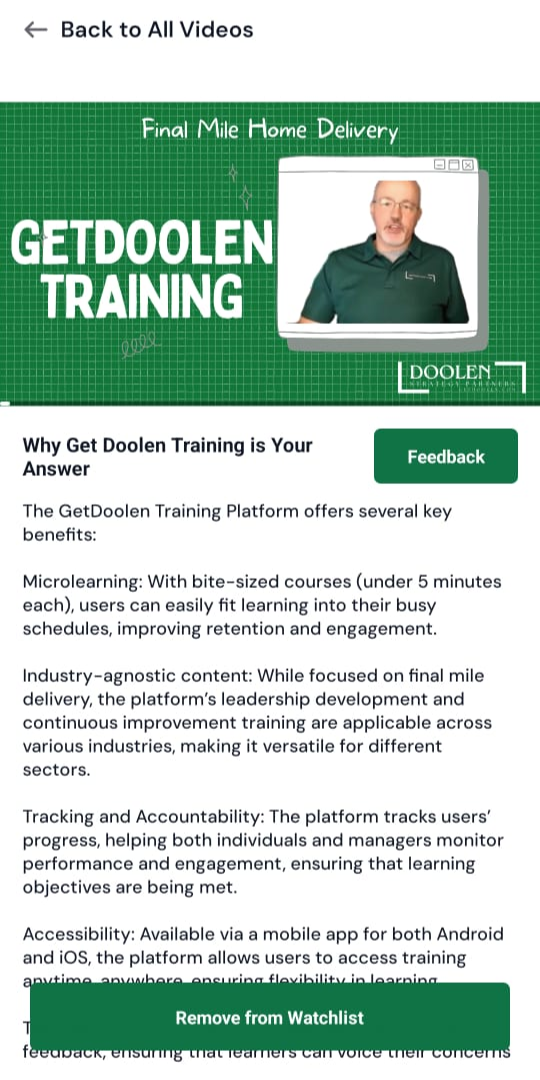 Back to All Videos
Final Mile Home Delivery
GETDOOLEN
TRAINING
DOOLEN
STRATEGY PARTNERS
Why Get Doolen Training is Your
Answer
Feedback
The GetDoolen Training Platform offers several key
benefits:
Microlearning: With bite-sized courses (under 5 minutes
each), users can easily fit learning into their busy
schedules, improving retention and engagement.
Industry-agnostic content: While focused on final mile
delivery, the platform's leadership development and
continuous improvement training are applicable across
various industries, making it versatile for different
sectors.
Tracking and Accountability: The platform tracks users'
progress, helping both individuals and managers monitor
performance and engagement, ensuring that learning
objectives are being met.
Accessibility: Available via a mobile app for both Android
and iOS, the platform allows users to access training
anytime, anywhere, ensuring flexibility in learning.
Remove from Watchlist
feedback, ensuring that learners can voice their concerns